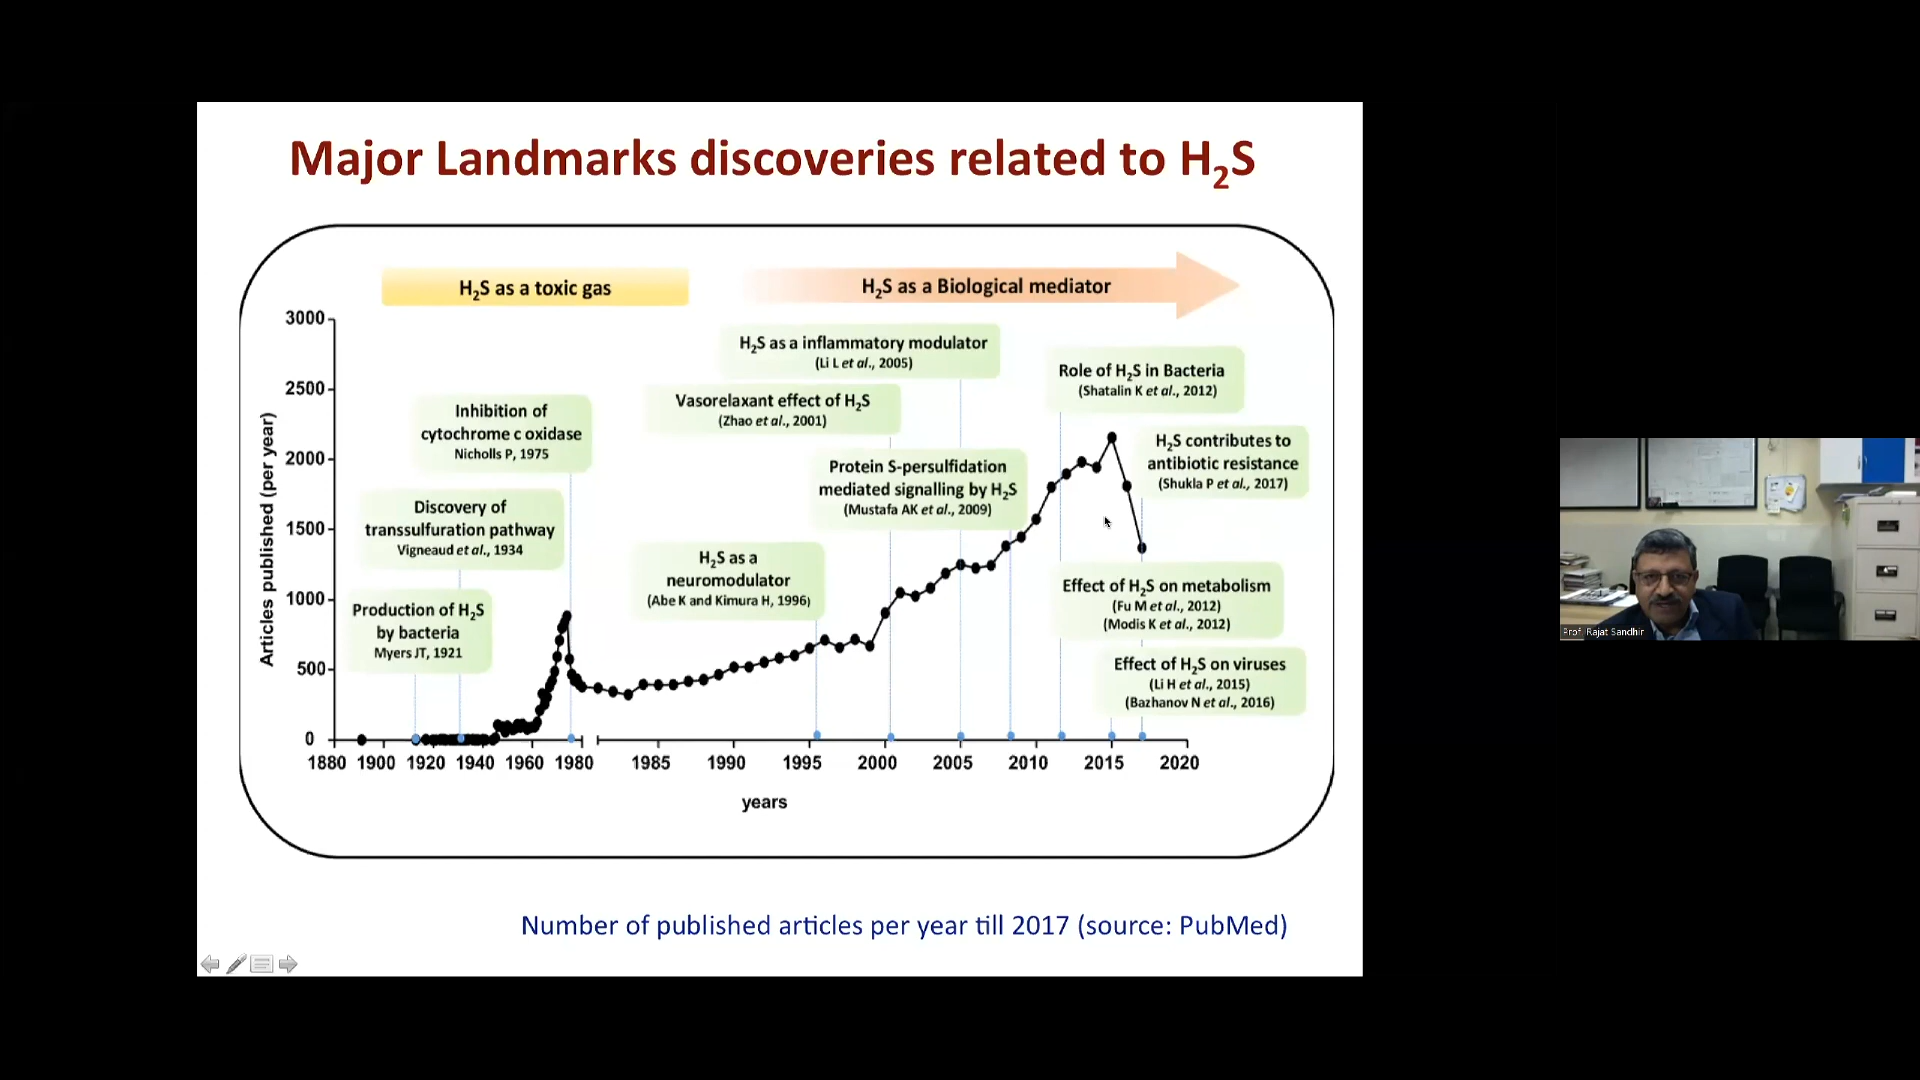 Major Landmarks discoveries related to H₂S
H₂S as a toxic gas
H₂S as a Biological mediator
Articles published (per year)
3000
2500
2000
1500
1000
500
0
H₂S as a inflammatory modulator
(Li L et al., 2005)
Role of H₂S in Bacteria
(Shatalin K et al., 2012)
Vasorelaxant effect of H₂S
(Zhao et al., 2001)
Inhibition of
cytochrome c oxidase
Nicholls P, 1975
H₂S contributes to
antibiotic resistance
(Shukla P et al., 2017)
Protein S-persulfidation
mediated signalling by H₂S
(Mustafa AK et al., 2009)
Discovery of
transsulfuration pathway
Vigneaud et al., 1934
H₂S as a
neuromodulator
(Abe K and Kimura H, 1996)
Effect of H₂S on metabolism
(Fu M et al., 2012)
(Modis K et al., 2012)
Production of H₂S
by bacteria
Myers JT, 1921
Effect of H₂S on viruses
(Li H et al., 2015)
(Bazhanov N et al., 2016)
1880 1900 1920 1940 1960 1980 1985 1990 1995 2000 2005 2010 2015 2020
years
Number of published articles per year till 2017 (source: PubMed)
Prof. Rajat Sandhir